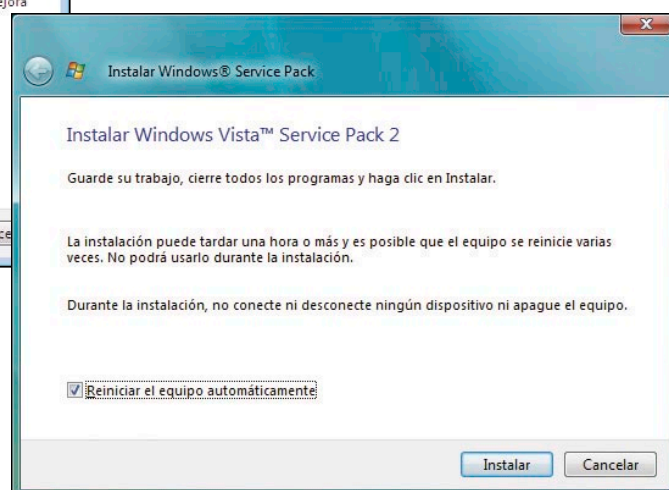 ejora
Instalar Windows® Service Pack
Instalar Windows Vista™ Service Pack 2
Guarde su trabajo, cierre todos los programas y haga clic en Instalar.
La instalación puede tardar una hora o más y es posible que el equipo se reinicie varias
veces. No podrá usarlo durante la instalación.
ce
Durante la instalación, no conecte ni desconecte ningún dispositivo ni apague el equipo.
Reiniciar el equipo automáticamente
Instalar Cancelar